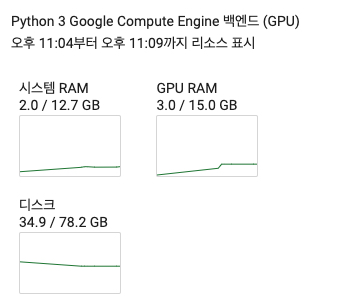 Python 3 Google Compute Engine 백엔드 (GPU)
오후 11:04부터 오후 11:09까지 리소스 표시
시스템 RAM
2.0 / 12.7 GB
GPU RAM
3.0 / 15.0 GB
디스크
34.9 / 78.2 GB